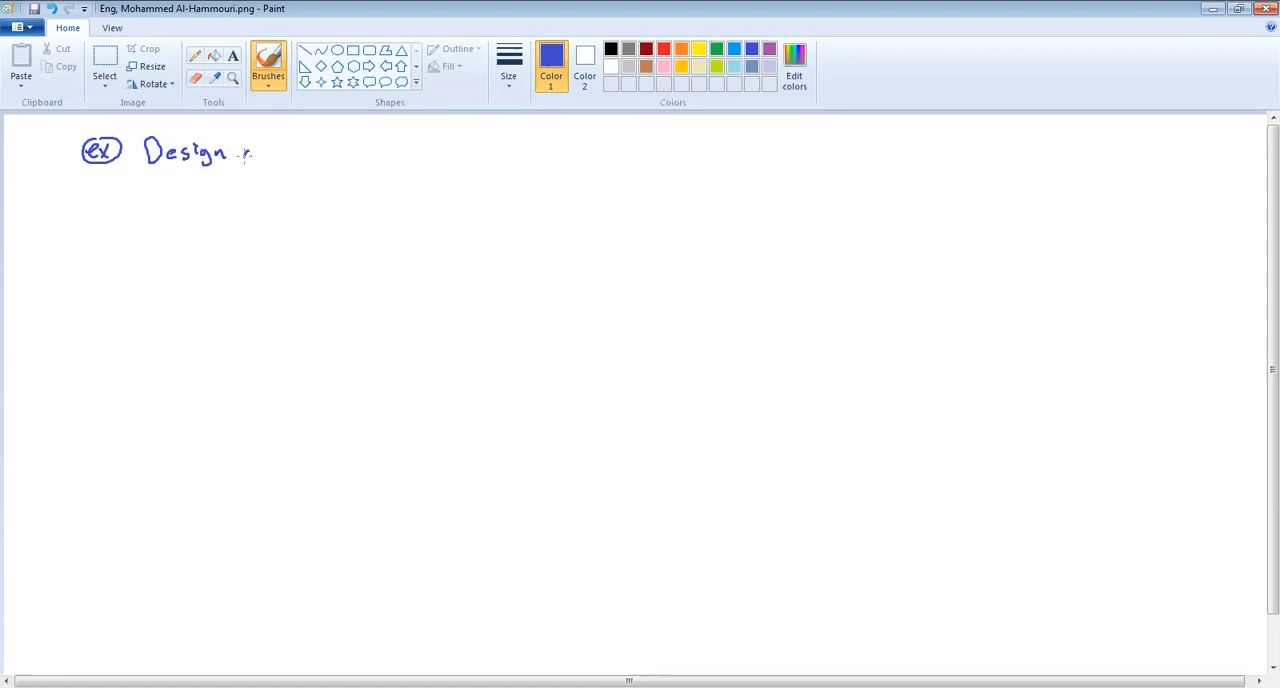 Eng, Mohammed Al-Hammouri.png - Paint
Home View
Paste
Cut
Copy
Clipboard
Select
Crop
Resize
Rotate
Image
A
Tools
Brushes
Shapes
Outline
Fill
Size
Color 1
Color 2
Edit colors
Colors
ex Design